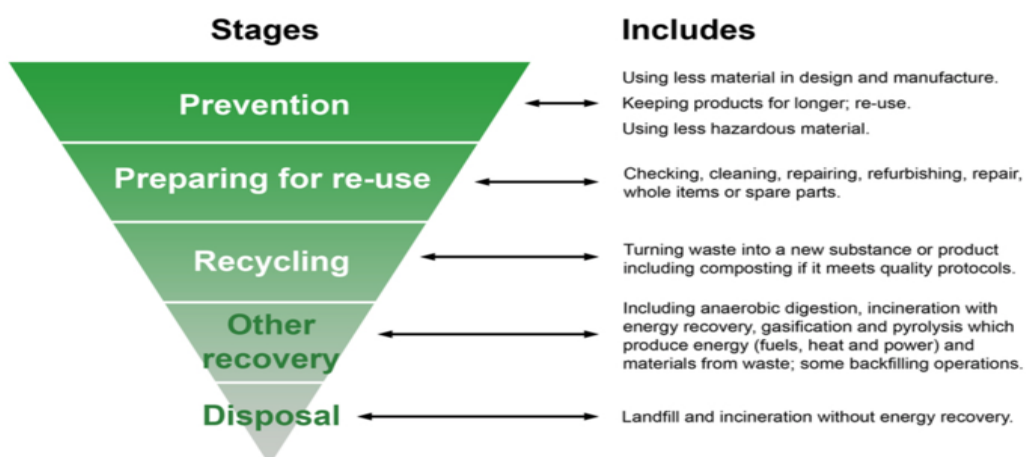 Stages
Includes
Prevention
Using less material in design and manufacture.
Keeping products for longer; re-use.
Using less hazardous material.
Preparing for re-use
Checking, cleaning, repairing, refurbishing, repair,
whole items or spare parts.
Recycling
Turning waste into a new substance or product
including composting if it meets quality protocols.
Other
recovery
Including anaerobic digestion, incineration with
energy recovery, gasification and pyrolysis which
produce energy (fuels, heat and power) and
materials from waste; some backfilling operations.
Disposal
Landfill and incineration without energy recovery.